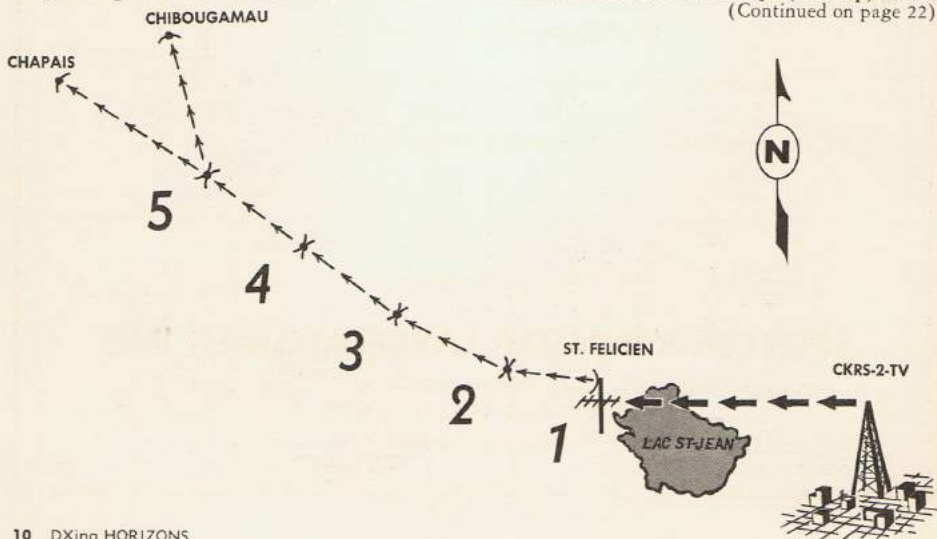 (Continued on page 22)
CHIBOUGAMAU
CHAPAIS
N
5
4
3
ST. FELICIEN
CKRS-2-TV
2
1
LAC ST-JEAN
10 DXing HORIZONS